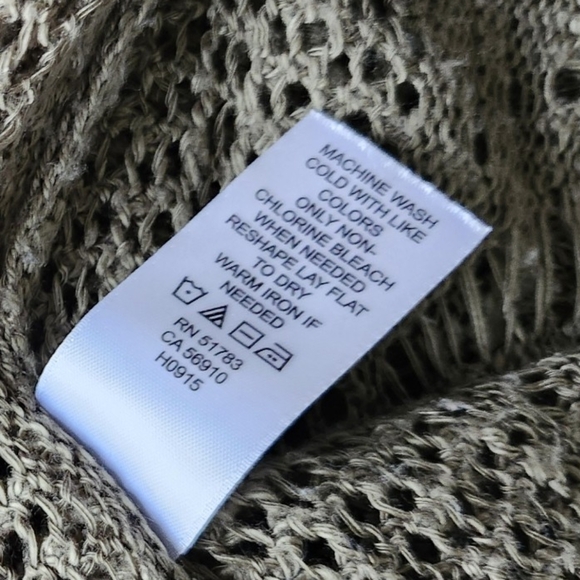 MACHINE WASH
COLD WITH LIKE
COLORS
ONLY NON-
CHLORINE BLEACH
WHEN NEEDED
RESHAPE LAY FLAT
TO DRY
WARM IRON IF
NEEDED
RN 51783
CA 56910
H0915